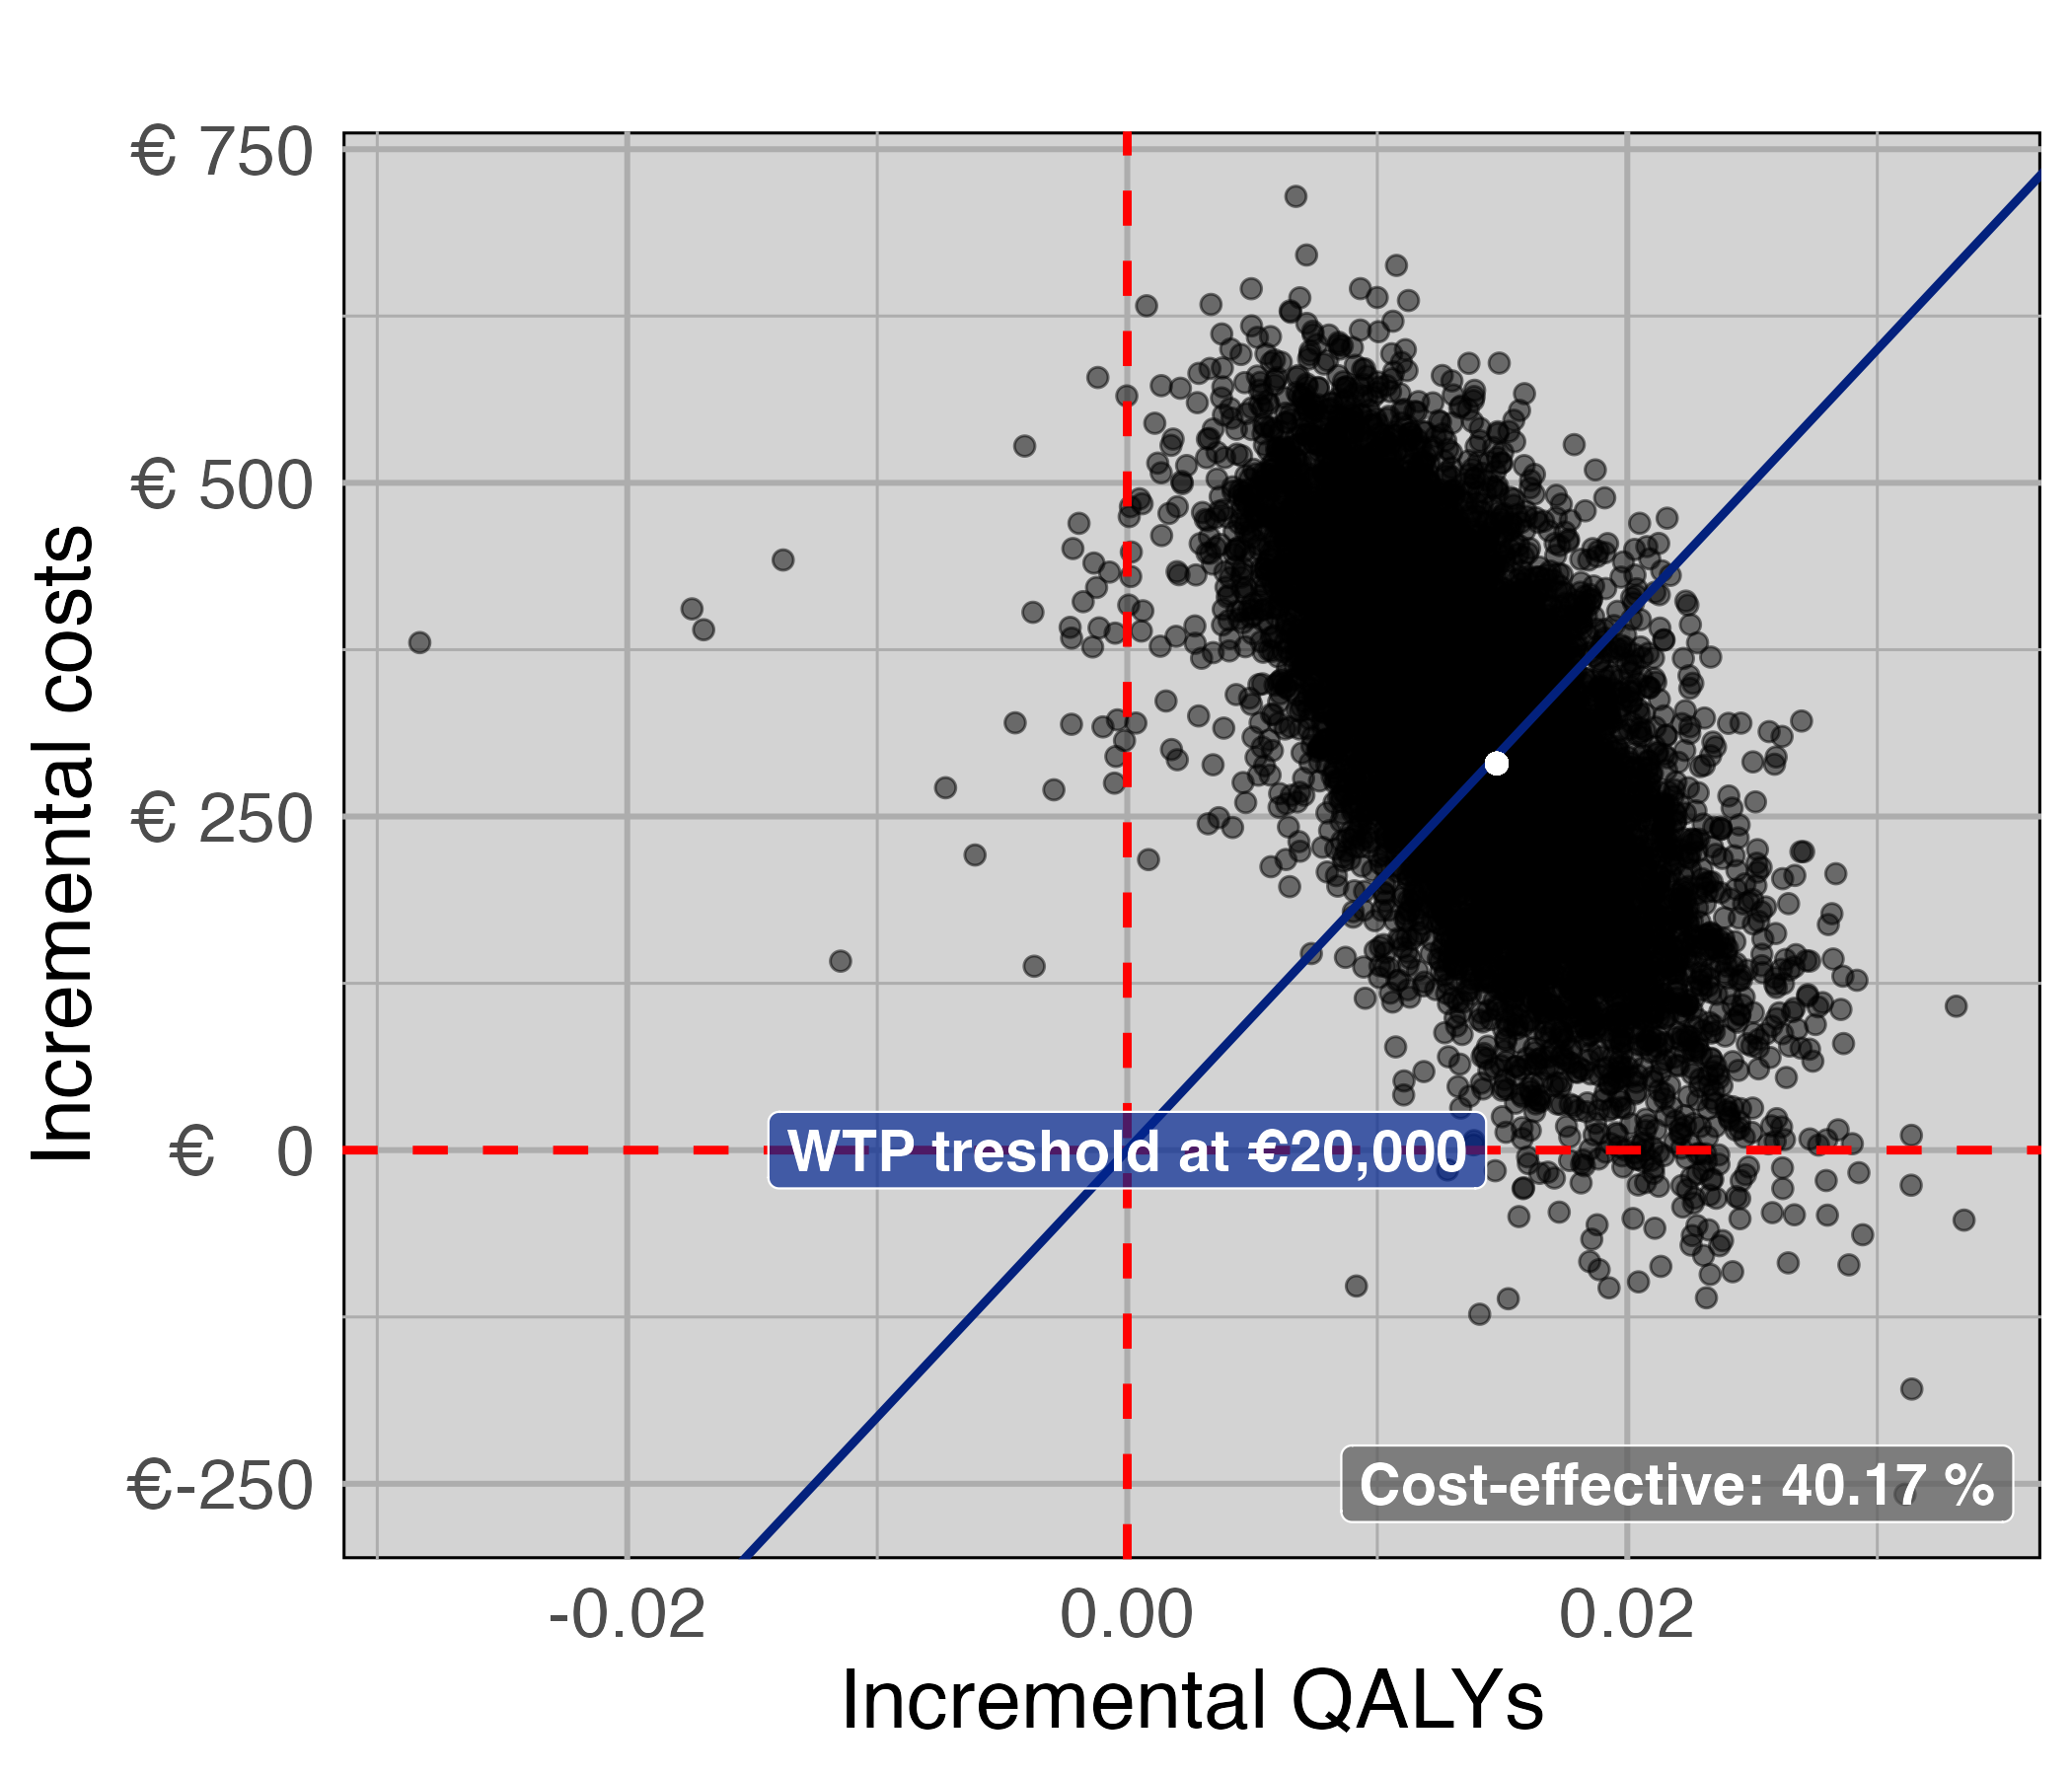 € 750
€ 500
€ 250
€ 0
€-250
Incremental costs
WTP treshold at €20,000
Cost-effective: 40.17 %
-0.02
0.00
0.02
Incremental QALYs